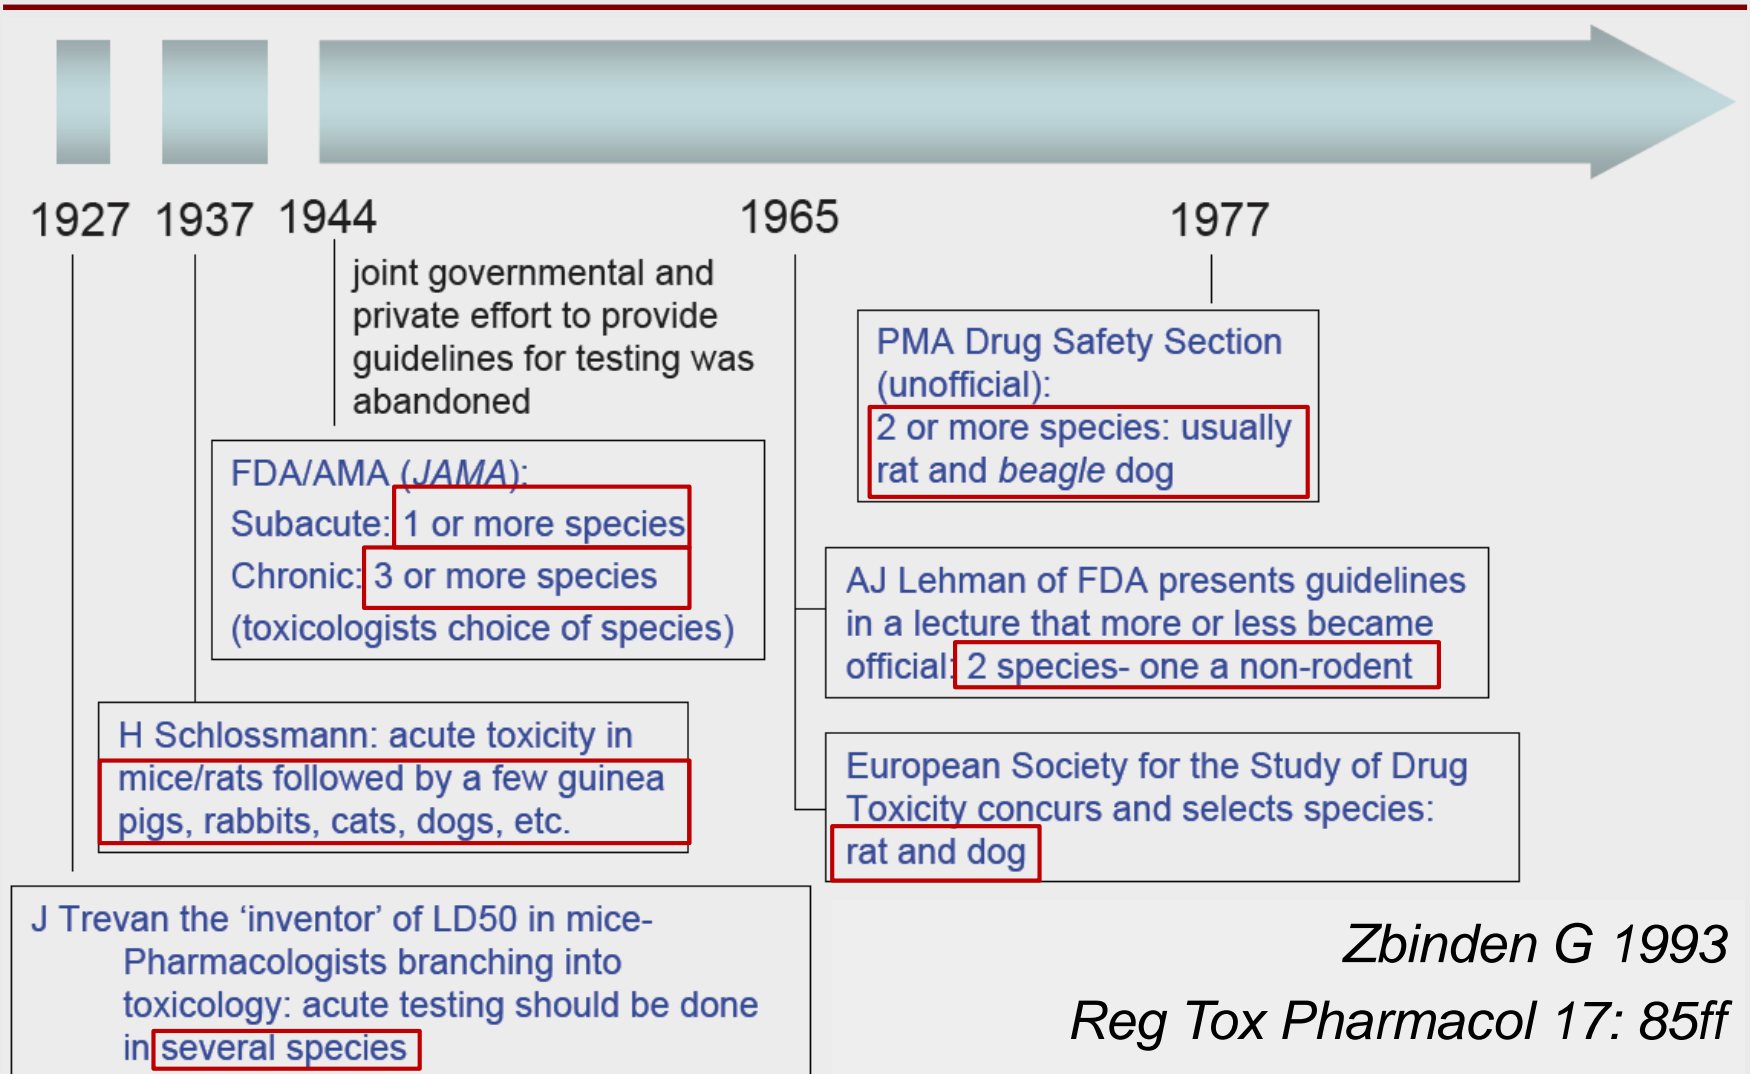 1927 1937 1944 1965 1977
joint governmental and
private effort to provide
guidelines for testing was
abandoned
FDA/AMA (JAMA):
Subacute: 1 or more species
Chronic: 3 or more species
(toxicologists choice of species)
H Schlossmann: acute toxicity in
mice/rats followed by a few guinea
pigs, rabbits, cats, dogs, etc.
J Trevan the ‘inventor’ of LD50 in mice-
Pharmacologists branching into
toxicology: acute testing should be done
in several species
PMA Drug Safety Section
(unofficial):
2 or more species: usually
rat and beagle dog
AJ Lehman of FDA presents guidelines
in a lecture that more or less became
official: 2 species- one a non-rodent
European Society for the Study of Drug
Toxicity concurs and selects species:
rat and dog
Zbinden G 1993
Reg Tox Pharmacol 17: 85ff